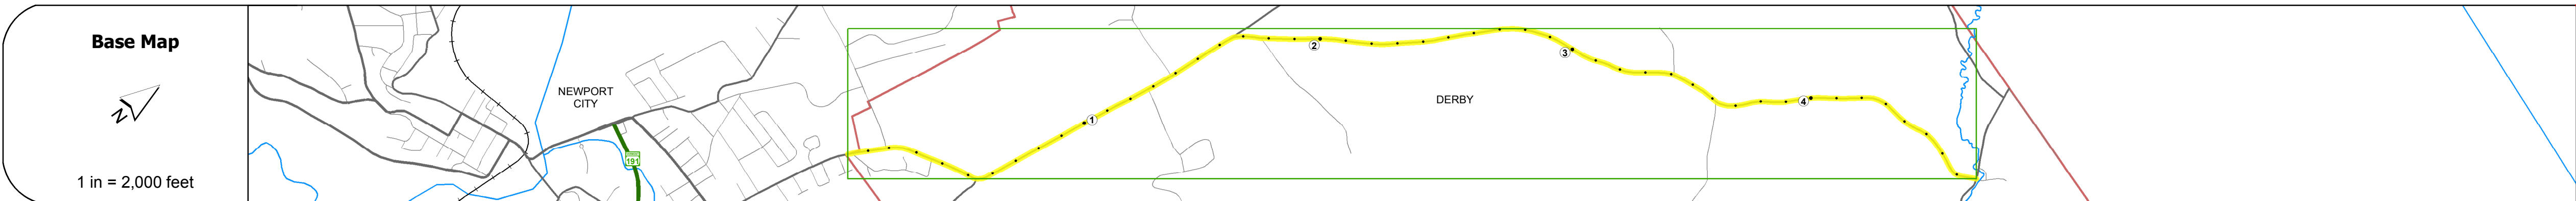 Base Map
N
1 in = 2,000 feet
NEWPORT
CITY
191
1
2
DERBY
3
4